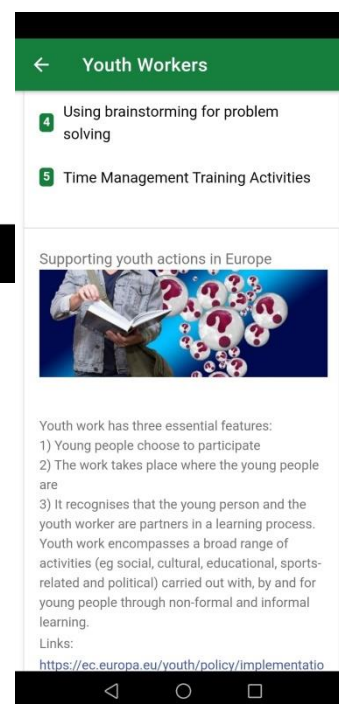 Youth Workers
4 Using brainstorming for problem
solving
5 Time Management Training Activities
Supporting youth actions in Europe
Youth work has three essential features:
1) Young people choose to participate
2) The work takes place where the young people
are
3) It recognises that the young person and the
youth worker are partners in a learning process.
Youth work encompasses a broad range of
activities (eg social, cultural, educational, sports-
related and political) carried out with, by and for
young people through non-formal and informal
learning.
Links:
https://ec.europa.eu/youth/policy/implementatio